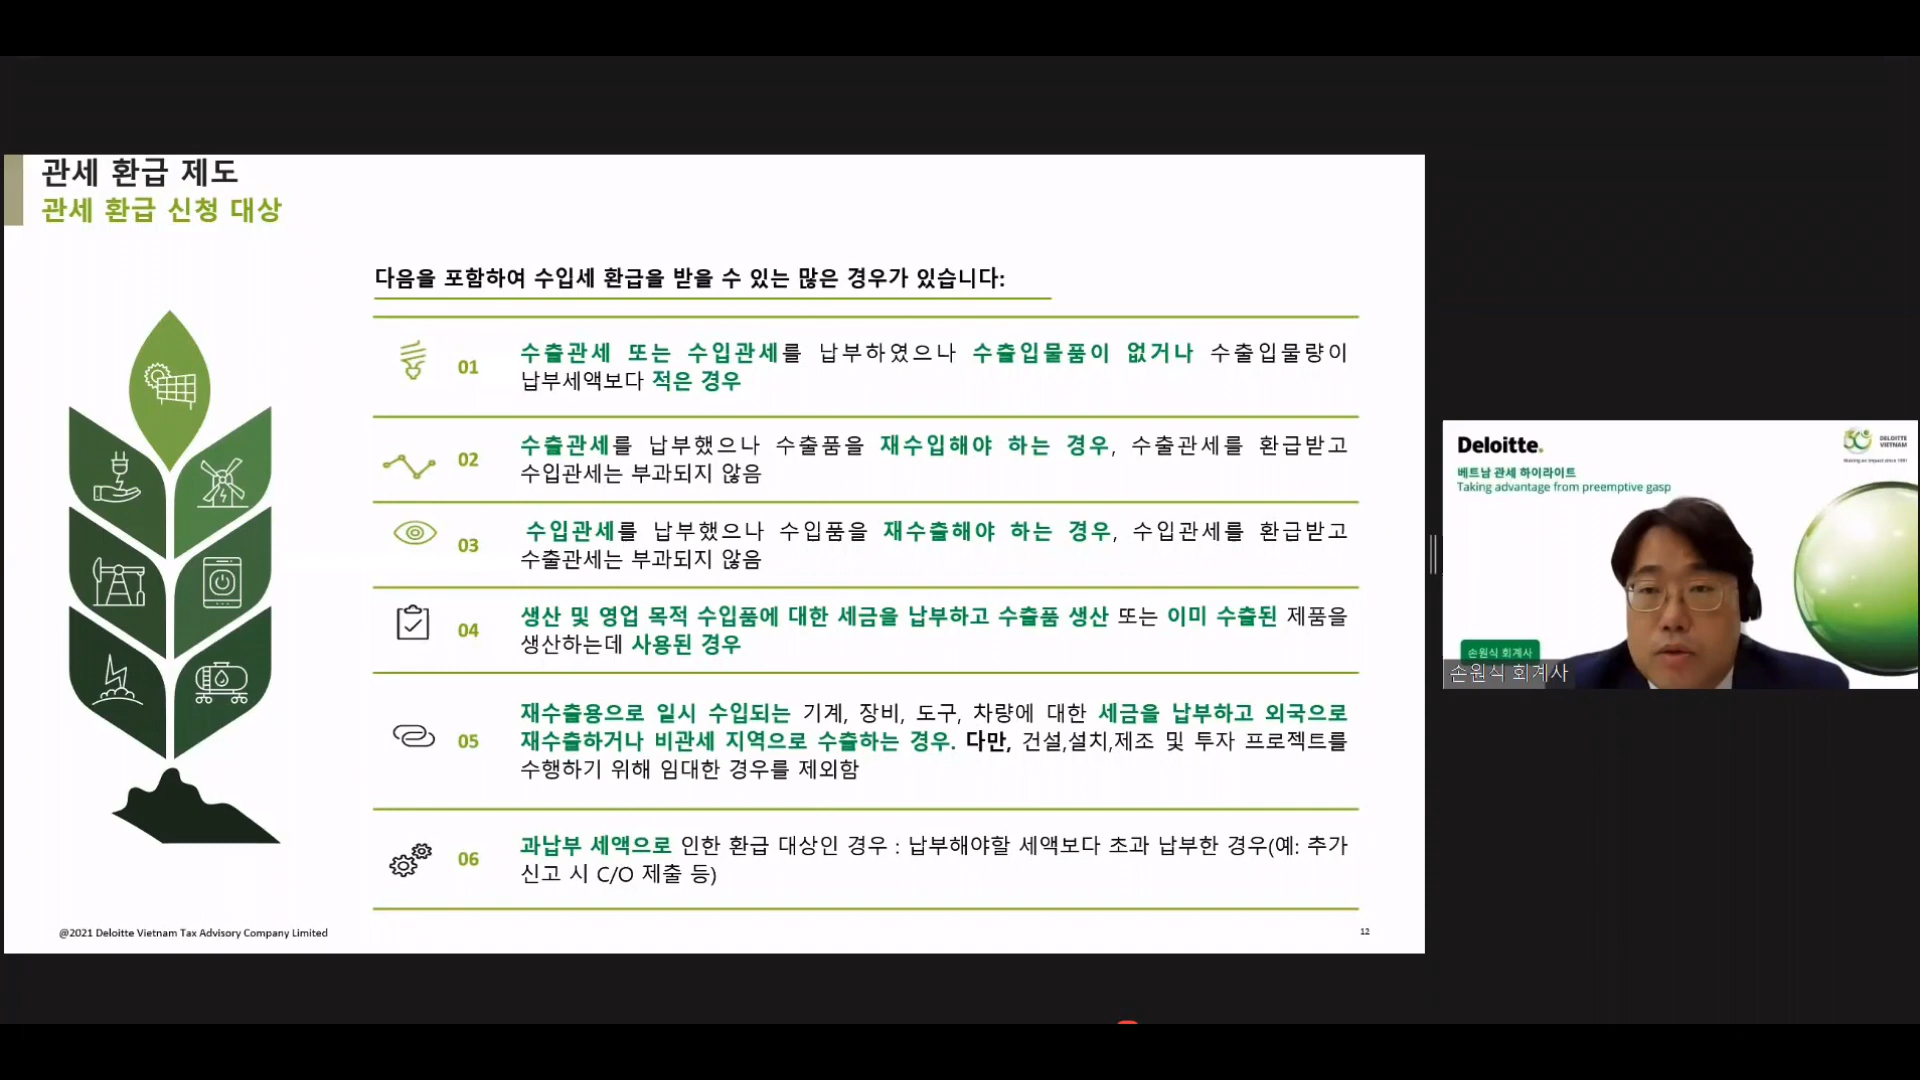 관세 환급 제도
관세 환급 신청 대상
다음을 포함하여 수입세 환급을 받을 수 있는 많은 경우가 있습니다:
01
수출관세 또는 수입관세를 납부하였으나 수출입물품이 없거나 수출입물량이
납부세액보다 적은 경우
02
수출관세를 납부했으나 수출품을 재수입해야 하는 경우, 수출관세를 환급받고
수입관세는 부과되지 않음
03
수입관세를 납부했으나 수입품을 재수출해야 하는 경우, 수입관세를 환급받고
수출관세는 부과되지 않음
04
생산 및 영업 목적 수입품에 대한 세금을 납부하고 수출품 생산 또는 이미 수출된 제품을
생산하는데 사용된 경우
05
재수출용으로 일시 수입되는 기계, 장비, 도구, 차량에 대한 세금을 납부하고 외국으로
재수출하거나 비관세 지역으로 수출하는 경우. 다만, 건설,설치,제조 및 투자 프로젝트를
수행하기 위해 임대한 경우를 제외함
06
과납부 세액으로 인한 환급 대상인 경우 : 납부해야할 세액보다 초과 납부한 경우(예: 추가
신고 시 C/O 제출 등)
@2021 Deloitte Vietnam Tax Advisory Company Limited
12
Deloitte.
DELOITTE
VIETNAM
베트남 관세 하이라이트
Taking advantage from preemptive gasp
손원식 회계사
손원식 회계사